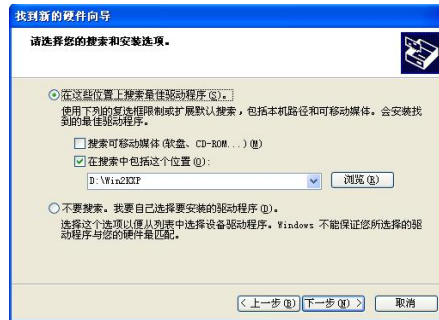 找到新的硬件向导
请选择您的搜索和安装选项。
在这些位置上搜索最佳驱动程序(S)。
使用下列的复选框限制或扩展默认搜索，包括本机路径和可移动媒体。会安装找
到的最佳驱动程序。
搜索可移动媒体(软盘、CD-ROM...)(M)
在搜索中包括这个位置(O):
D:\Win2KXP
浏览(R)
不要搜索。我要自己选择要安装的驱动程序(D)。
选择这个选项以便从列表中选择设备驱动程序。Windows 不能保证您所选择的驱
动程序与您的硬件最匹配。
< 上一步(B)
下一步(N) >
取消